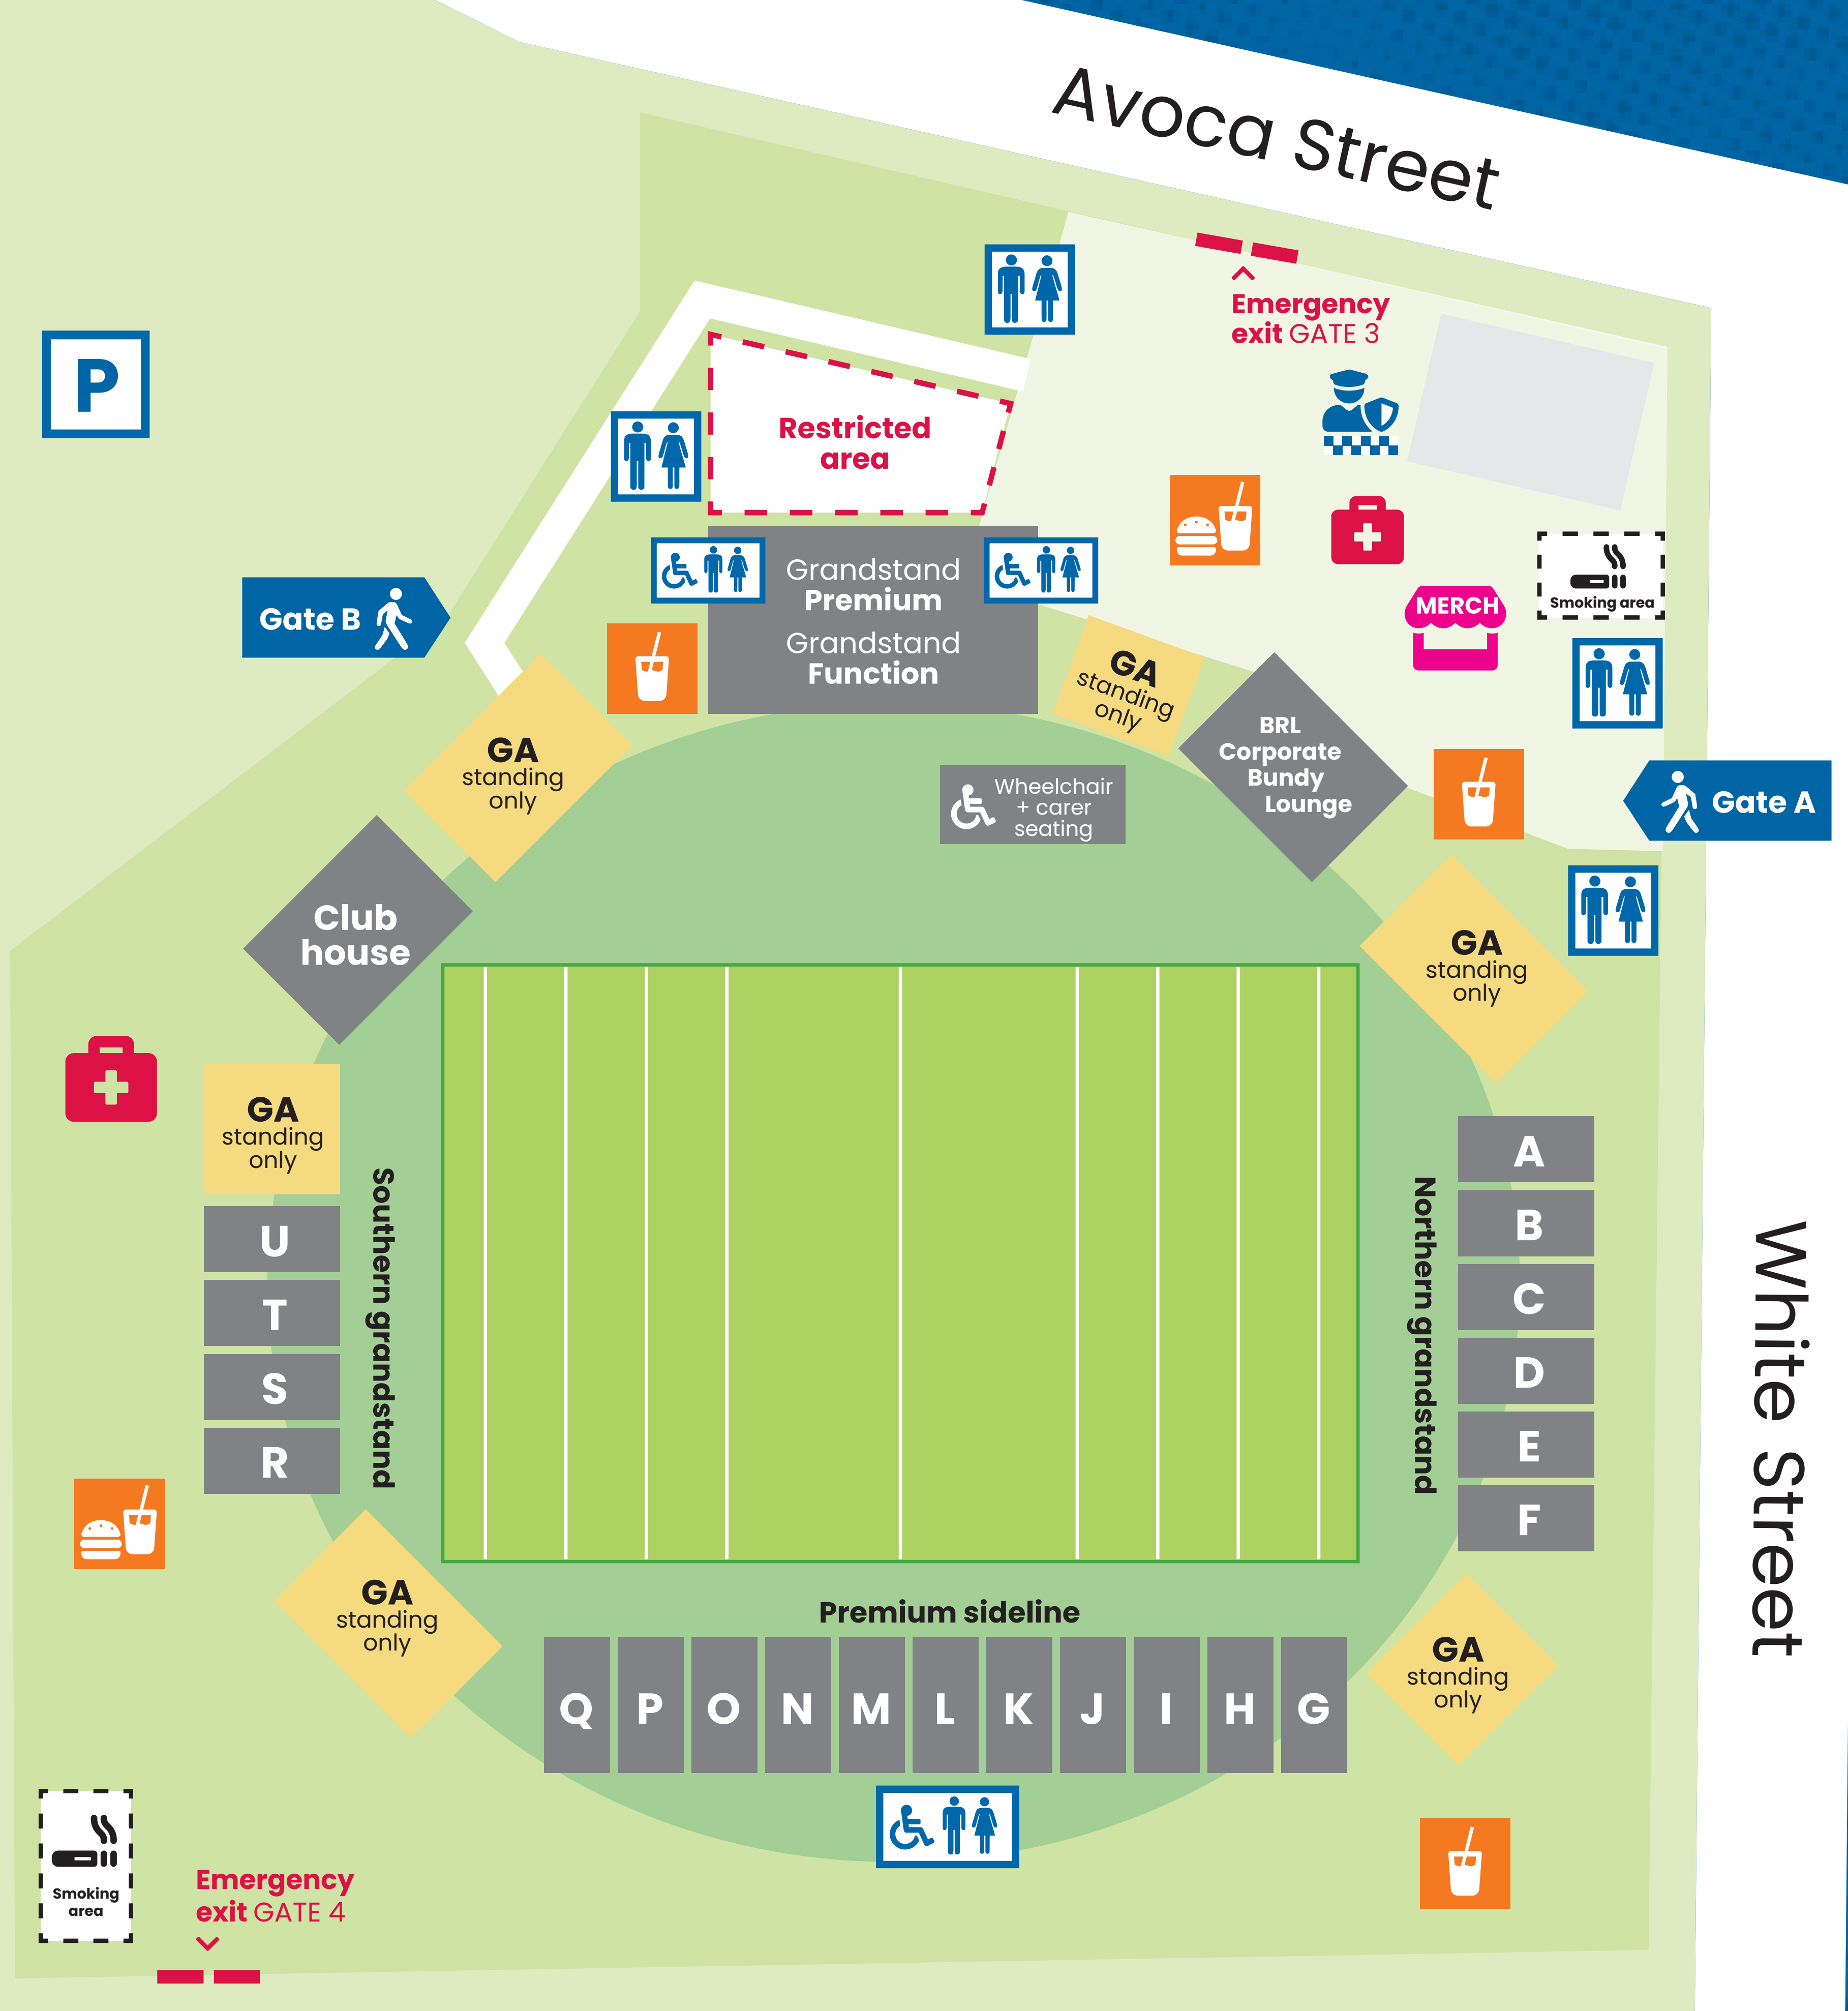 Avoca Street
Emergency
exit GATE 3
P
Restricted
area
Grandstand
Premium
Grandstand
Function
Smoking area
MERCH
Gate B
GA
standing
only
GA
standing
only
BRL
Corporate
Bundy
Lounge
Wheelchair
+ carer
seating
Gate A
Club
house
GA
standing
only
GA
standing
only
Southern grandstand
U
T
S
R
Northern grandstand
A
B
C
D
E
F
White Street
GA
standing
only
Premium sideline
Q P O N M L K J I H G
GA
standing
only
Smoking
area
Emergency
exit GATE 4